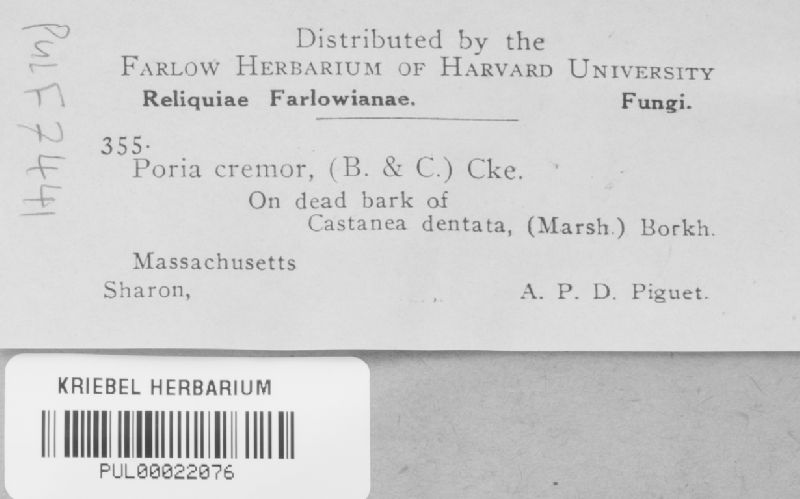 Distributed by the
FARLOW HERBARIUM OF HARVARD UNIVERSITY
Reliquiae Farlowianae. Fungi.
355.
Poria cremor, (B. & C.) Cke.
On dead bark of
Castanea dentata, (Marsh.) Borkh.
Massachusetts
Sharon, A. P. D. Piguet.
PUL F 7441
KRIEBEL HERBARIUM
PUL00022076